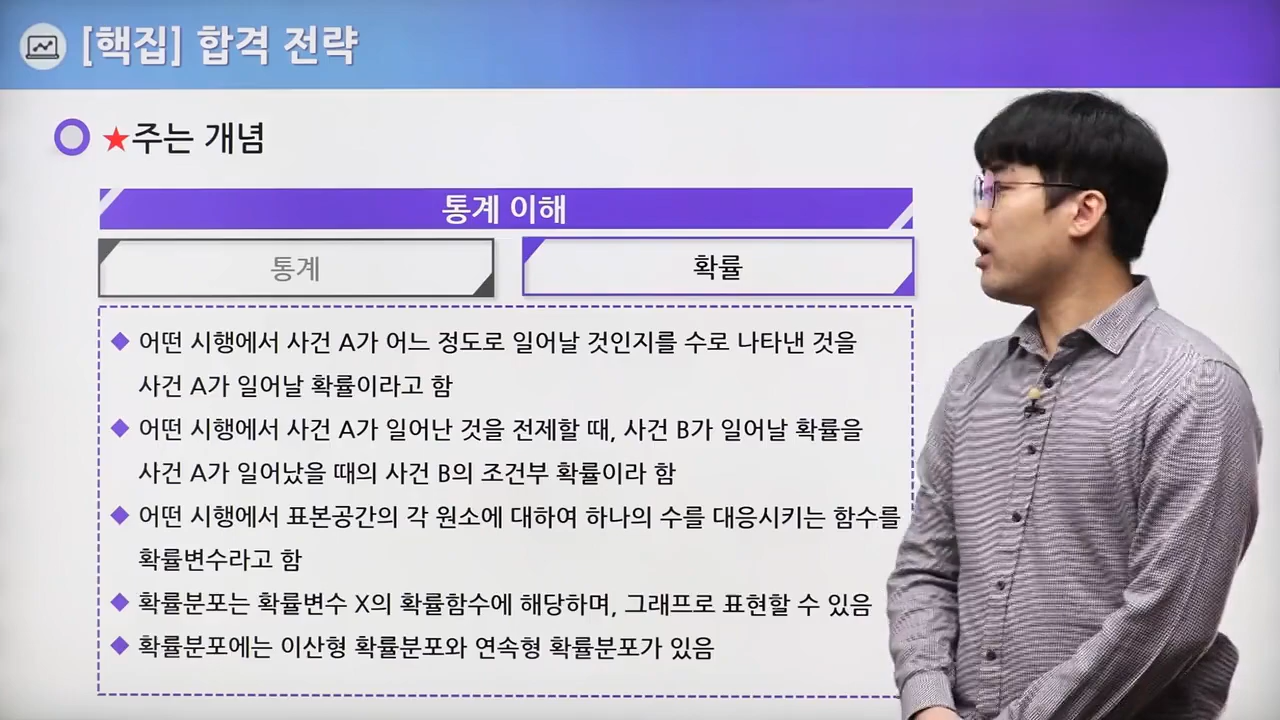 [핵집] 합격 전략
★주는 개념
통계 이해
통계
확률
어떤 시행에서 사건 A가 어느 정도로 일어날 것인지를 수로 나타낸 것을
사건 A가 일어날 확률이라고 함
어떤 시행에서 사건 A가 일어난 것을 전제할 때, 사건 B가 일어날 확률을
사건 A가 일어났을 때의 사건 B의 조건부 확률이라 함
어떤 시행에서 표본공간의 각 원소에 대하여 하나의 수를 대응시키는 함수를
확률변수라고 함
확률분포는 확률변수 X의 확률함수에 해당하며, 그래프로 표현할 수 있음
확률분포에는 이산형 확률분포와 연속형 확률분포가 있음